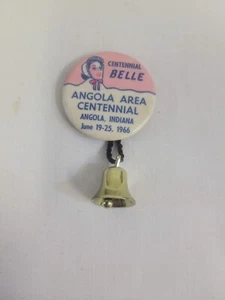 CENTENNIAL
BELLE
ANGOLA AREA
CENTENNIAL
ANGOLA, INDIANA
June 19-25, 1966